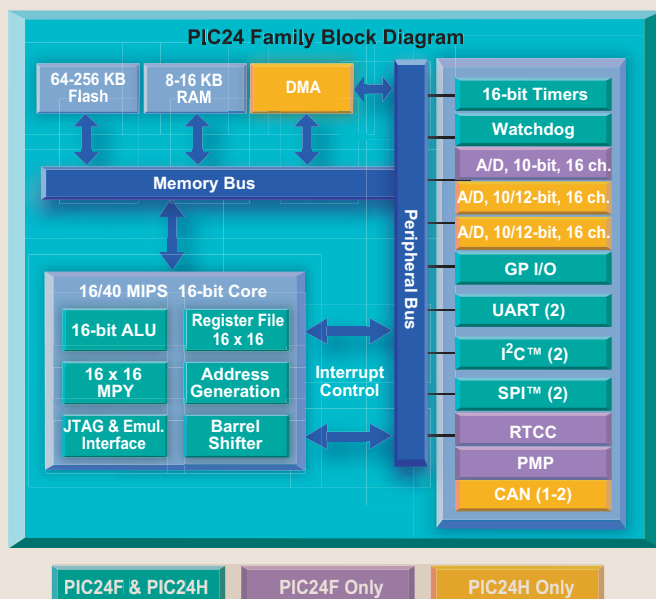 PIC24 Family Block Diagram
64-256 KB
Flash
8-16 KB
RAM
DMA
Memory Bus
Peripheral Bus
16/40 MIPS 16-bit Core
16-bit ALU
Register File
16 x 16
16 x 16
MPY
Address
Generation
JTAG & Emul.
Interface
Barrel
Shifter
Interrupt
Control
16-bit Timers
Watchdog
A/D, 10-bit, 16 ch.
A/D, 10/12-bit, 16 ch.
A/D, 10/12-bit, 16 ch.
GP I/O
UART (2)
I²C™ (2)
SPI™ (2)
RTCC
PMP
CAN (1-2)
PIC24F & PIC24H
PIC24F Only
PIC24H Only